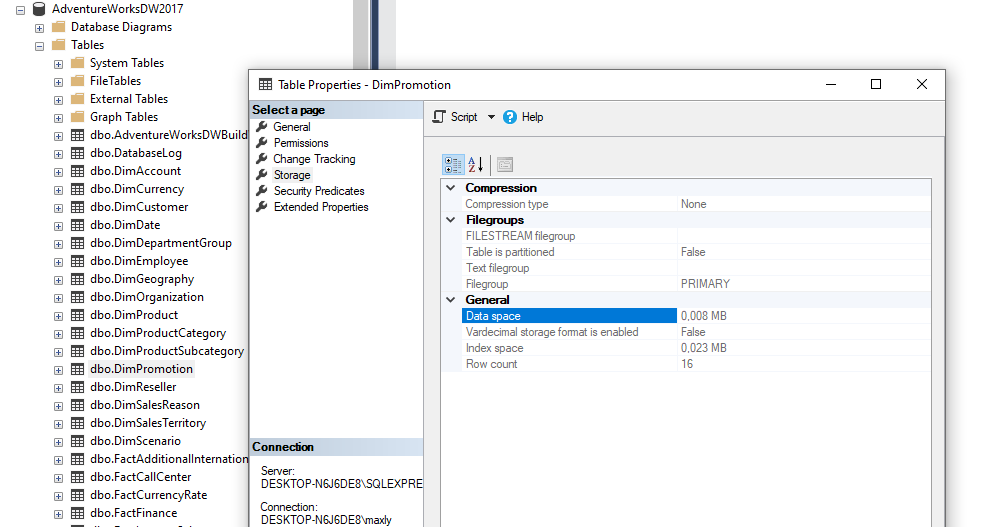 AdventureWorksDW2017
Database Diagrams
Tables
System Tables
FileTables
External Tables
Graph Tables
dbo.AdventureWorksDWBuild
dbo.DatabaseLog
dbo.DimAccount
dbo.DimCurrency
dbo.DimCustomer
dbo.DimDate
dbo.DimDepartmentGroup
dbo.DimEmployee
dbo.DimGeography
dbo.DimOrganization
dbo.DimProduct
dbo.DimProductCategory
dbo.DimProductSubcategory
dbo.DimPromotion
dbo.DimReseller
dbo.DimSalesReason
dbo.DimSalesTerritory
dbo.DimScenario
dbo.FactAdditionalInternation
dbo.FactCallCenter
dbo.FactCurrencyRate
dbo.FactFinance
Table Properties - DimPromotion
Select a page
General
Permissions
Change Tracking
Storage
Security Predicates
Extended Properties
Connection
Server:
DESKTOP-N6J6DE8\SQLEXPRE
Connection:
DESKTOP-N6J6DE8\maxly
Script Help
Compression
Compression type None
Filegroups
FILESTREAM filegroup
Table is partitioned False
Text filegroup
Filegroup PRIMARY
General
Data space 0,008 MB
Vardecimal storage format is enabled False
Index space 0,023 MB
Row count 16